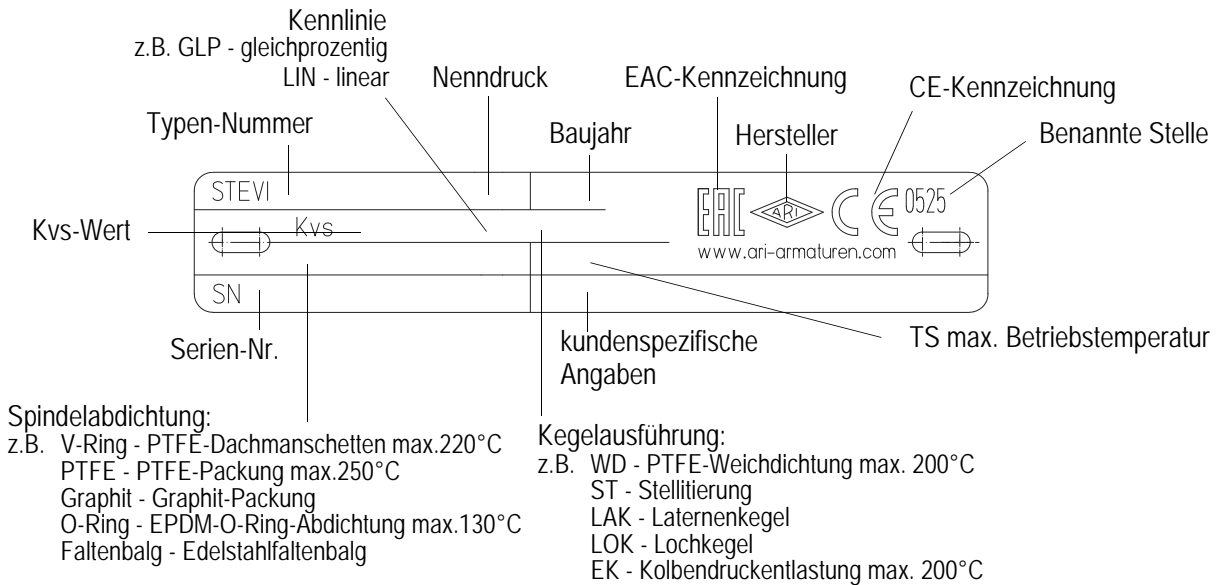 Kennlinie
z.B. GLP - gleichprozentig
LIN - linear
Nenndruck
EAC-Kennzeichnung
CE-Kennzeichnung
Typen-Nummer
Baujahr
Hersteller
Benannte Stelle
STEVI
EAC
ARI
CE
0525
Kvs-Wert
Kvs
www.ari-armaturen.com
SN
Serien-Nr.
kundenspezifische
Angaben
TS max. Betriebstemperatur
Spindelabdichtung:
z.B. V-Ring - PTFE-Dachmanschetten max.220°C
PTFE - PTFE-Packung max.250°C
Graphit - Graphit-Packung
O-Ring - EPDM-O-Ring-Abdichtung max.130°C
Faltenbalg - Edelstahlfaltenbalg
Kegelausführung:
z.B. WD - PTFE-Weichdichtung max. 200°C
ST - Stellitierung
LAK - Laternenkegel
LOK - Lochkegel
EK - Kolbendruckentlastung max. 200°C